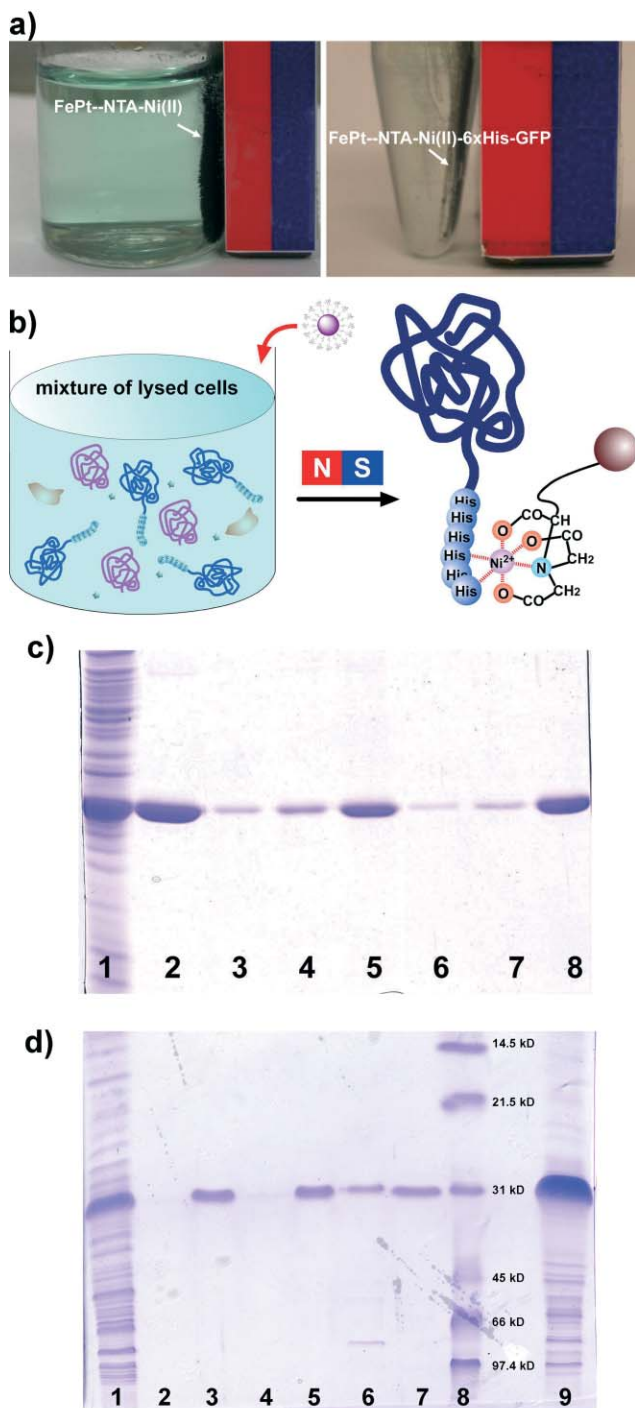 a)
FePt--NTA-Ni(II)
FePt--NTA-Ni(II)-6xHis-GFP
b)
mixture of lysed cells
N S
His
His
His
His
His
His
Ni2+
CO
CH
O
O
CO
N
CH2
CH2
O
CO
c)
1 2 3 4 5 6 7 8
d)
14.5 kD
21.5 kD
31 kD
45 kD
66 kD
97.4 kD
1 2 3 4 5 6 7 8 9